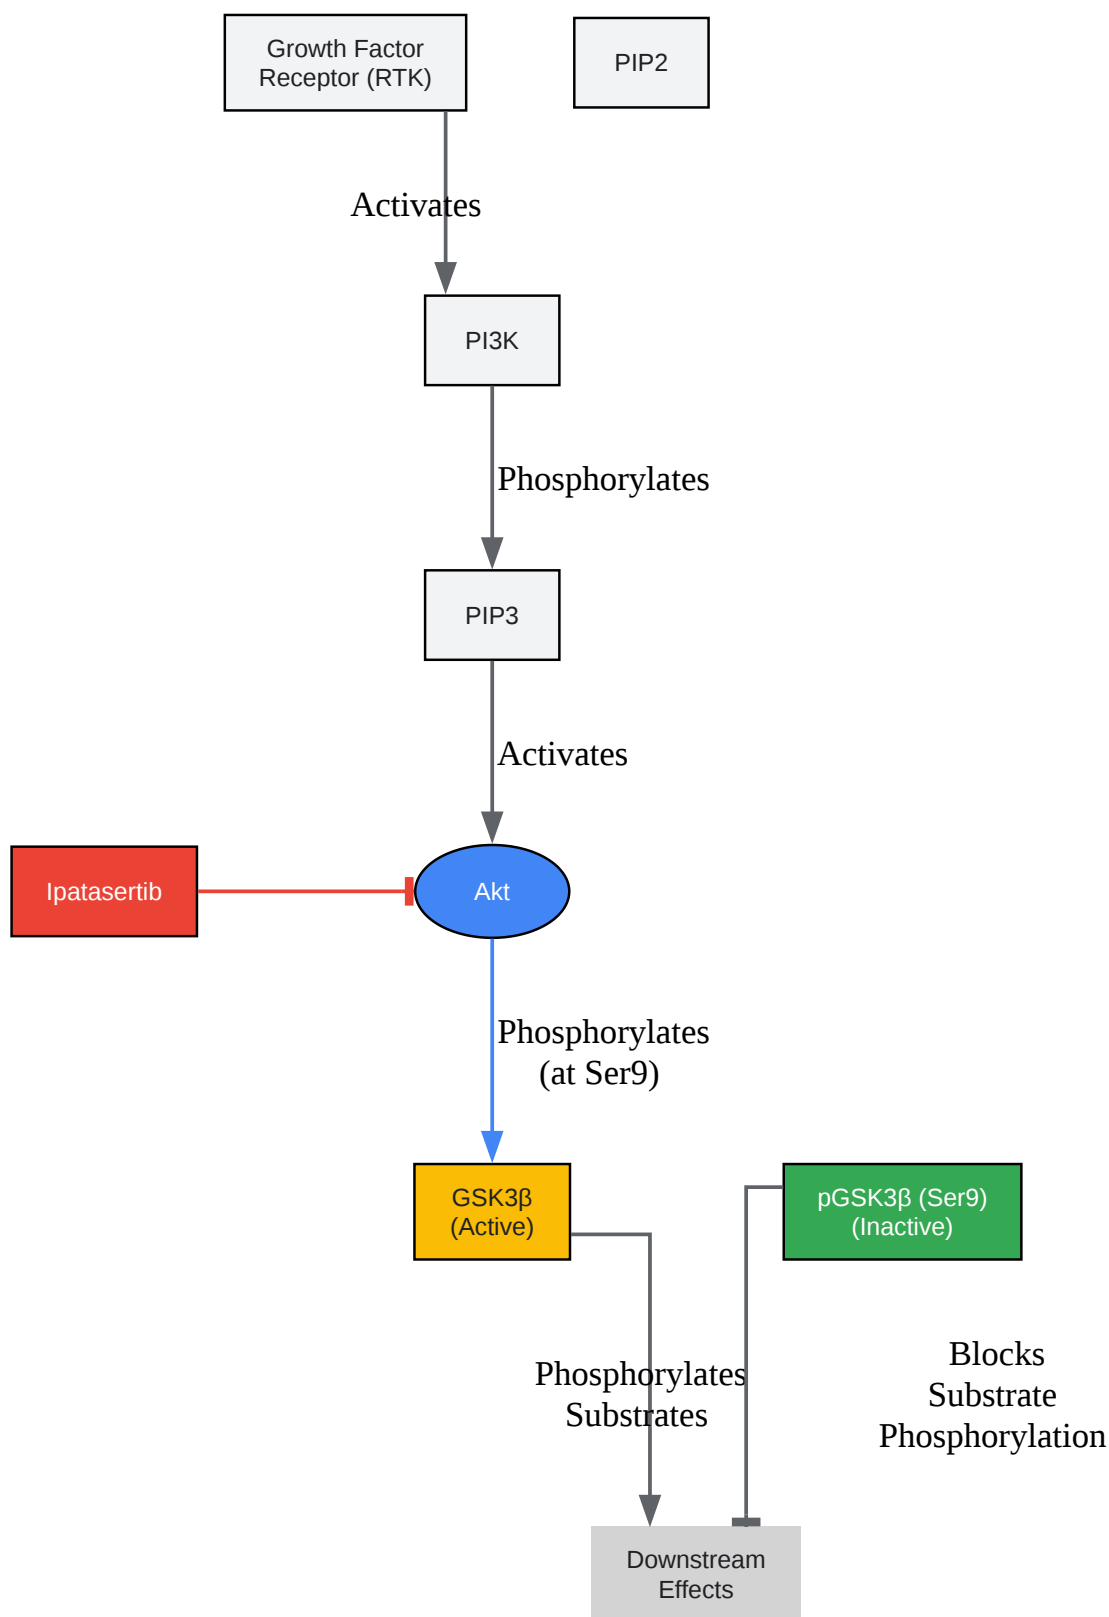 Growth Factor
Receptor (RTK)
PIP2
Activates
PI3K
Phosphorylates
PIP3
Activates
Ipatasertib
Akt
Phosphorylates
(at Ser9)
GSK3β
(Active)
pGSK3β (Ser9)
(Inactive)
Phosphorylates
Substrates
Blocks
Substrate
Phosphorylation
Downstream
Effects